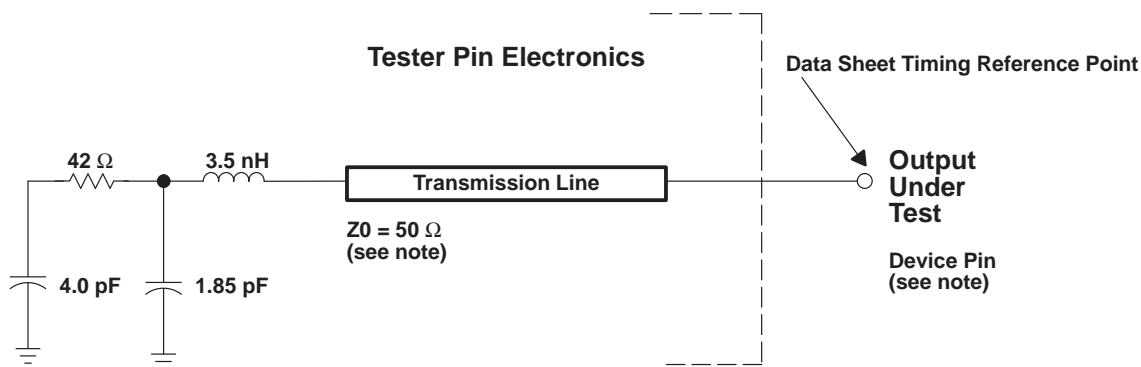 Tester Pin Electronics
Data Sheet Timing Reference Point
42 Ω
3.5 nH
Transmission Line
Output
Under
Test
Z0 = 50 Ω
(see note)
Device Pin
(see note)
4.0 pF
1.85 pF